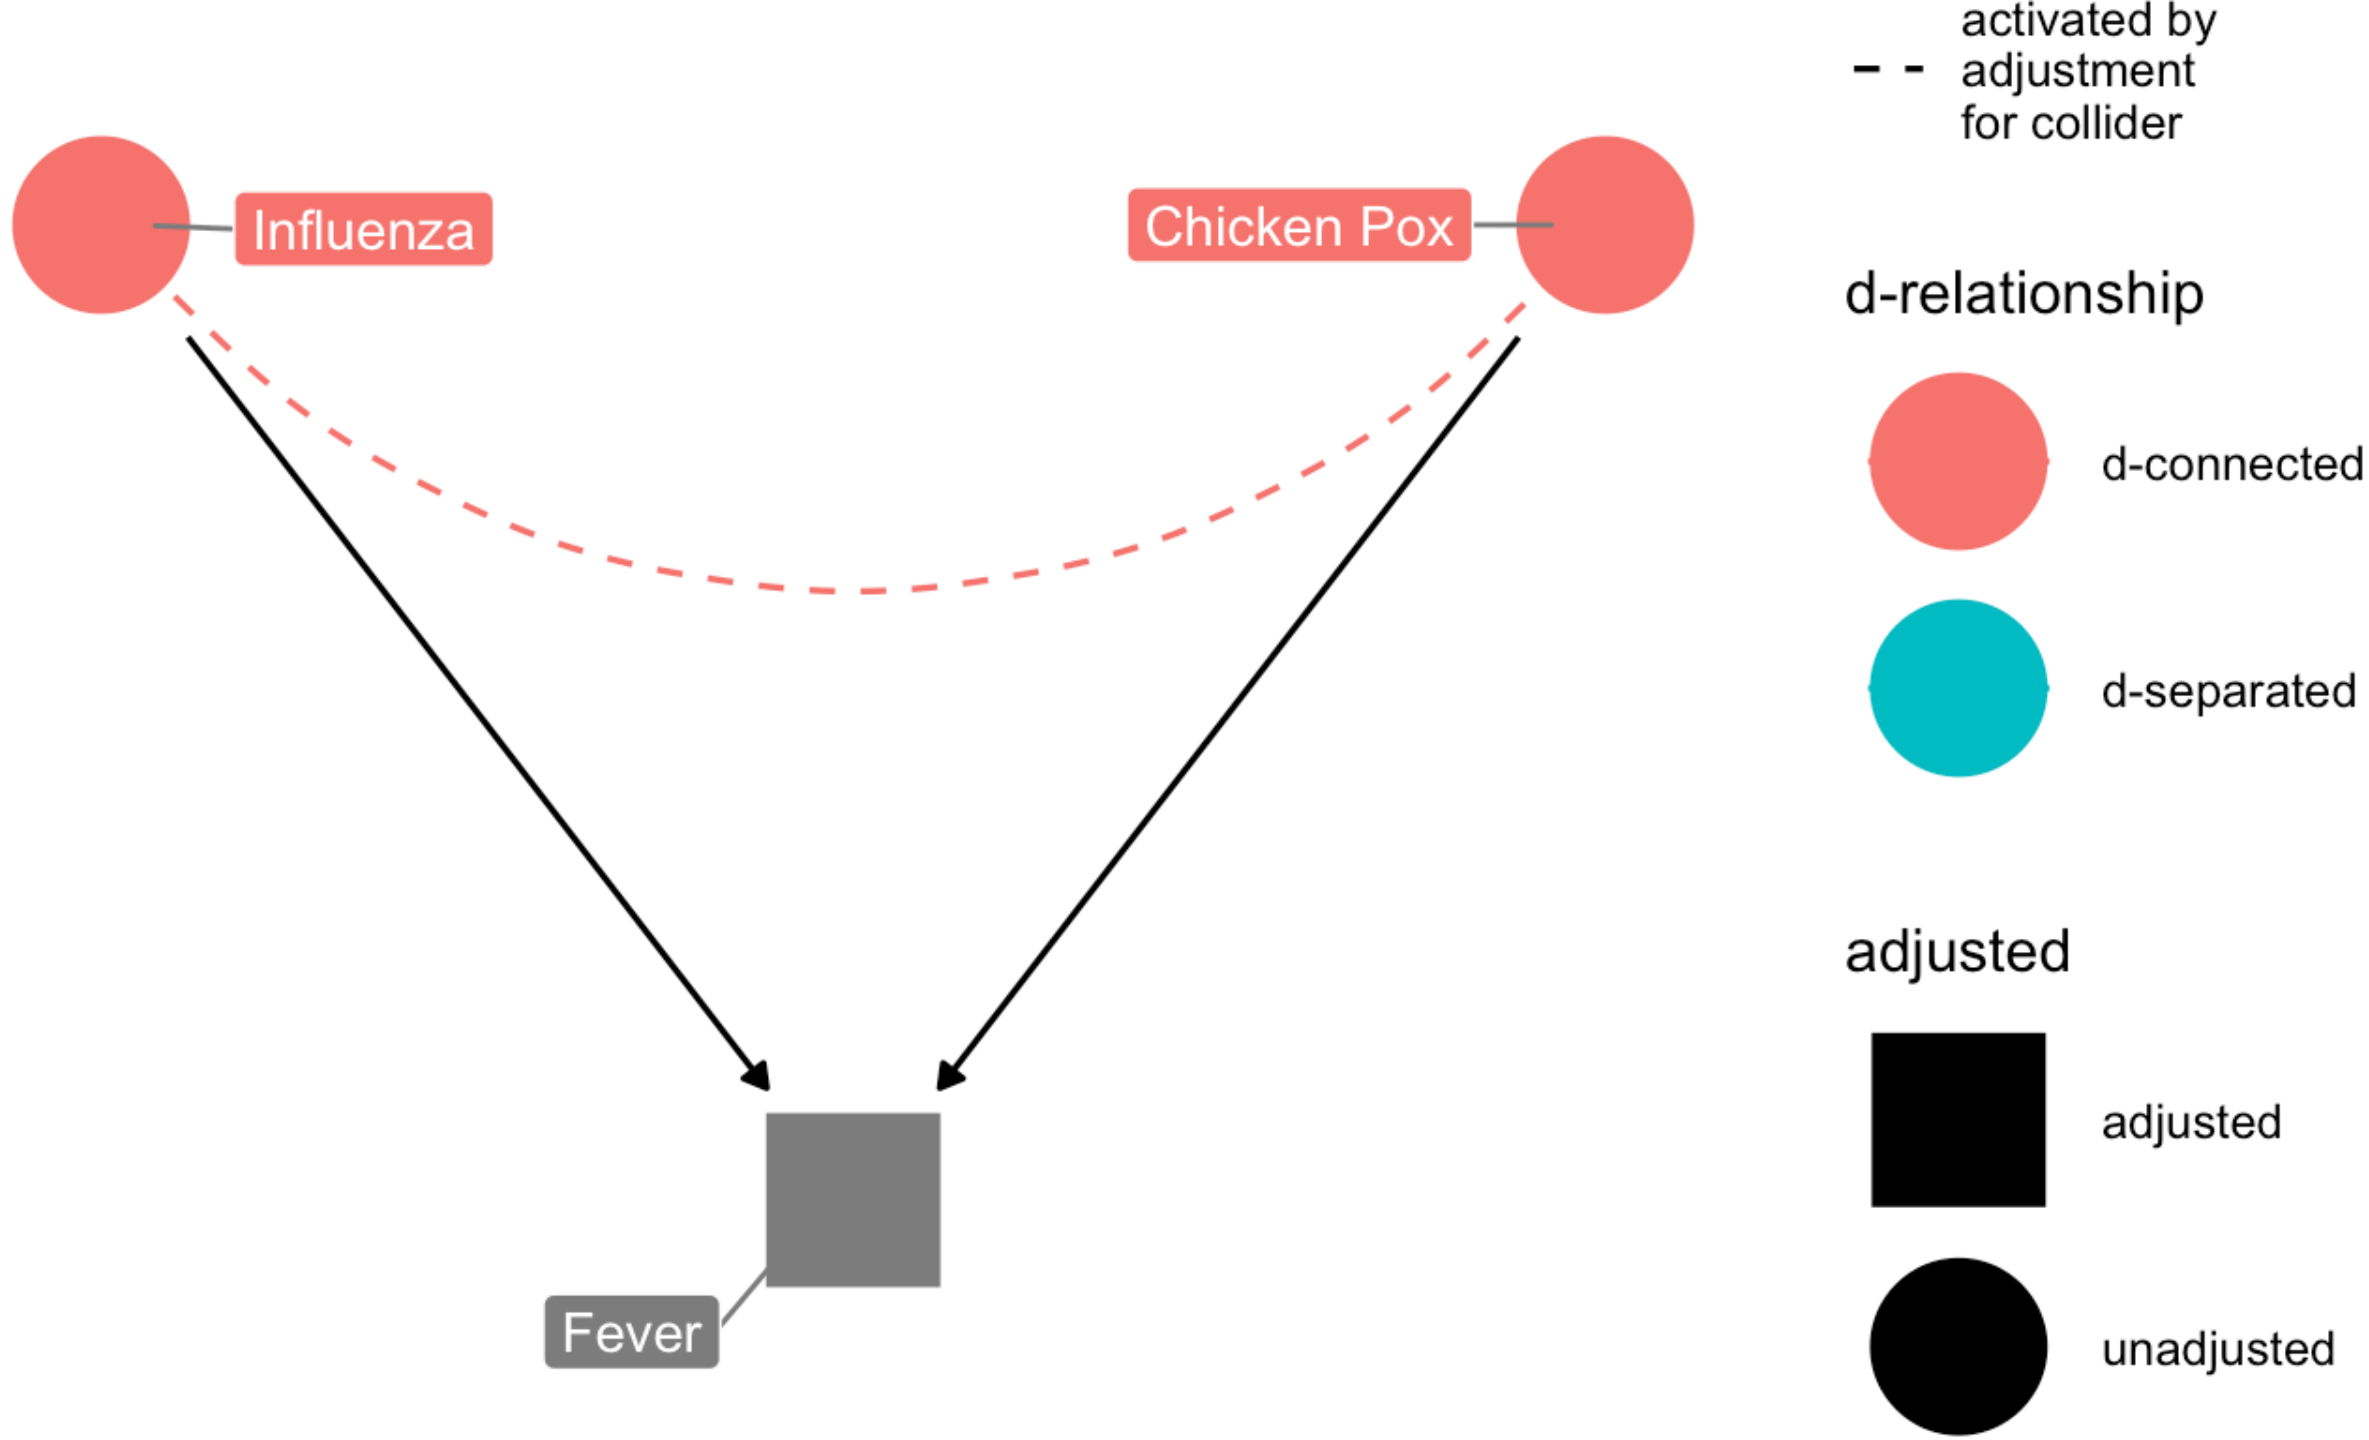 Influenza
Chicken Pox
Fever
activated by
adjustment
for collider
d-relationship
d-connected
d-separated
adjusted
adjusted
unadjusted